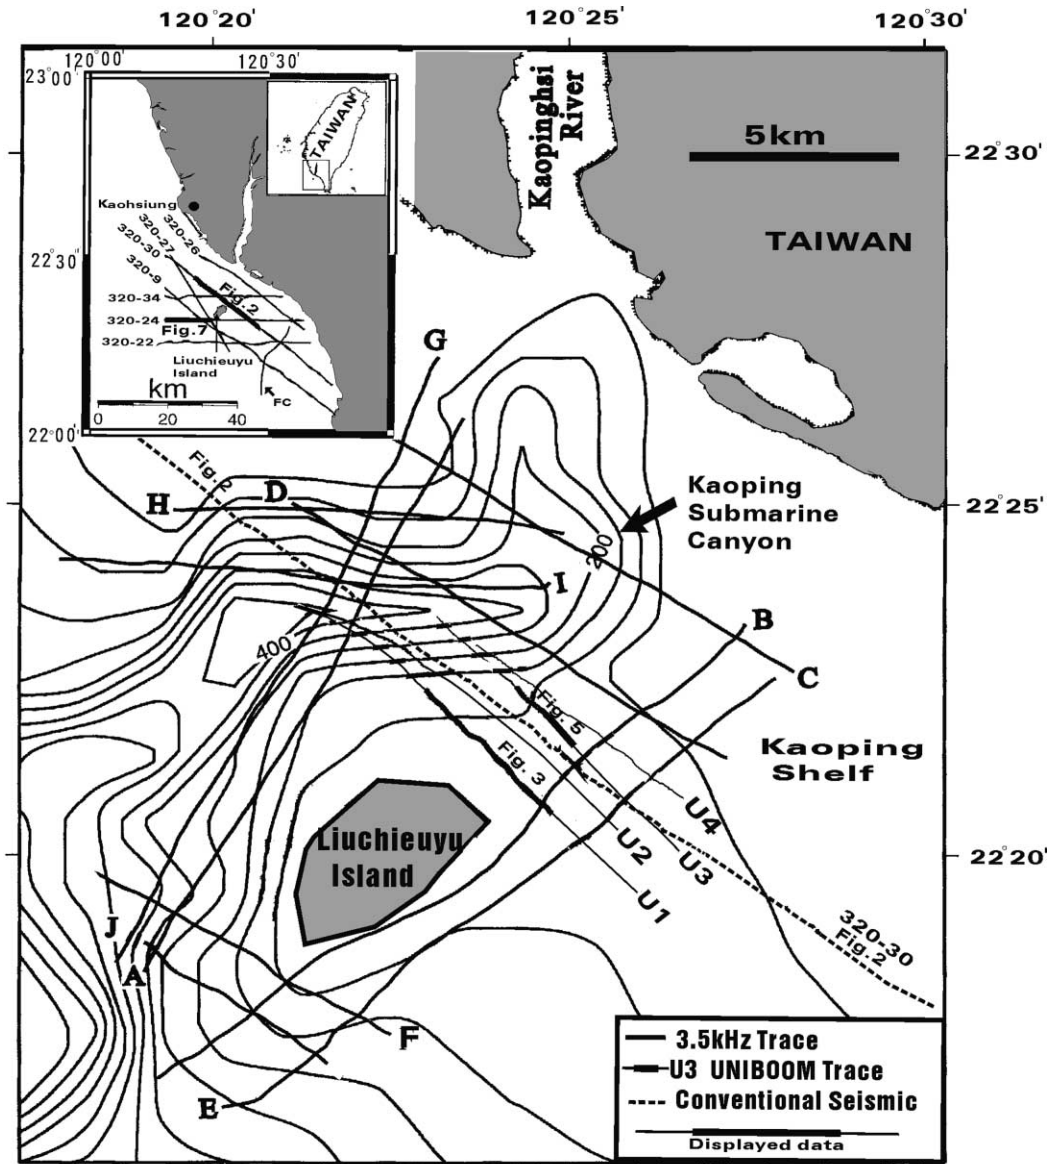 120°20'
120°25'
120°30'
120°00'
120°30'
23°00'
TAIWAN
Kaohsiung
320-26
320-27
320-30
22°30'
320-9
Fig.2
320-34
320-24
Fig.7
320-22
Liuchieuyu
Island
km
FC
0 20 40
22°00'
Kaopinghsi
River
5km
22°30'
TAIWAN
G
Fig. 2
D
H
Kaoping
Submarine
Canyon
22°25'
200
I
B
400
C
Fig. 5
Kaoping
Shelf
Fig. 3
U4
Liuchieuyu
Island
U2
U3
22°20'
U1
320-30
Fig.2
J
A
F
E
3.5kHz Trace
U3 UNIBOOM Trace
Conventional Seismic
Displayed data